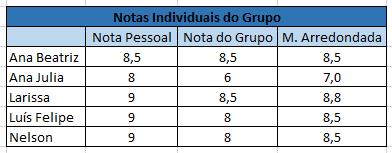 Notas Individuais do Grupo
Nota Pessoal Nota do Grupo M. Arredondada
Ana Beatriz 8,5 8,5 8,5
Ana Julia 8 6 7,0
Larissa 9 8,5 8,8
Luís Felipe 9 8 8,5
Nelson 9 8 8,5